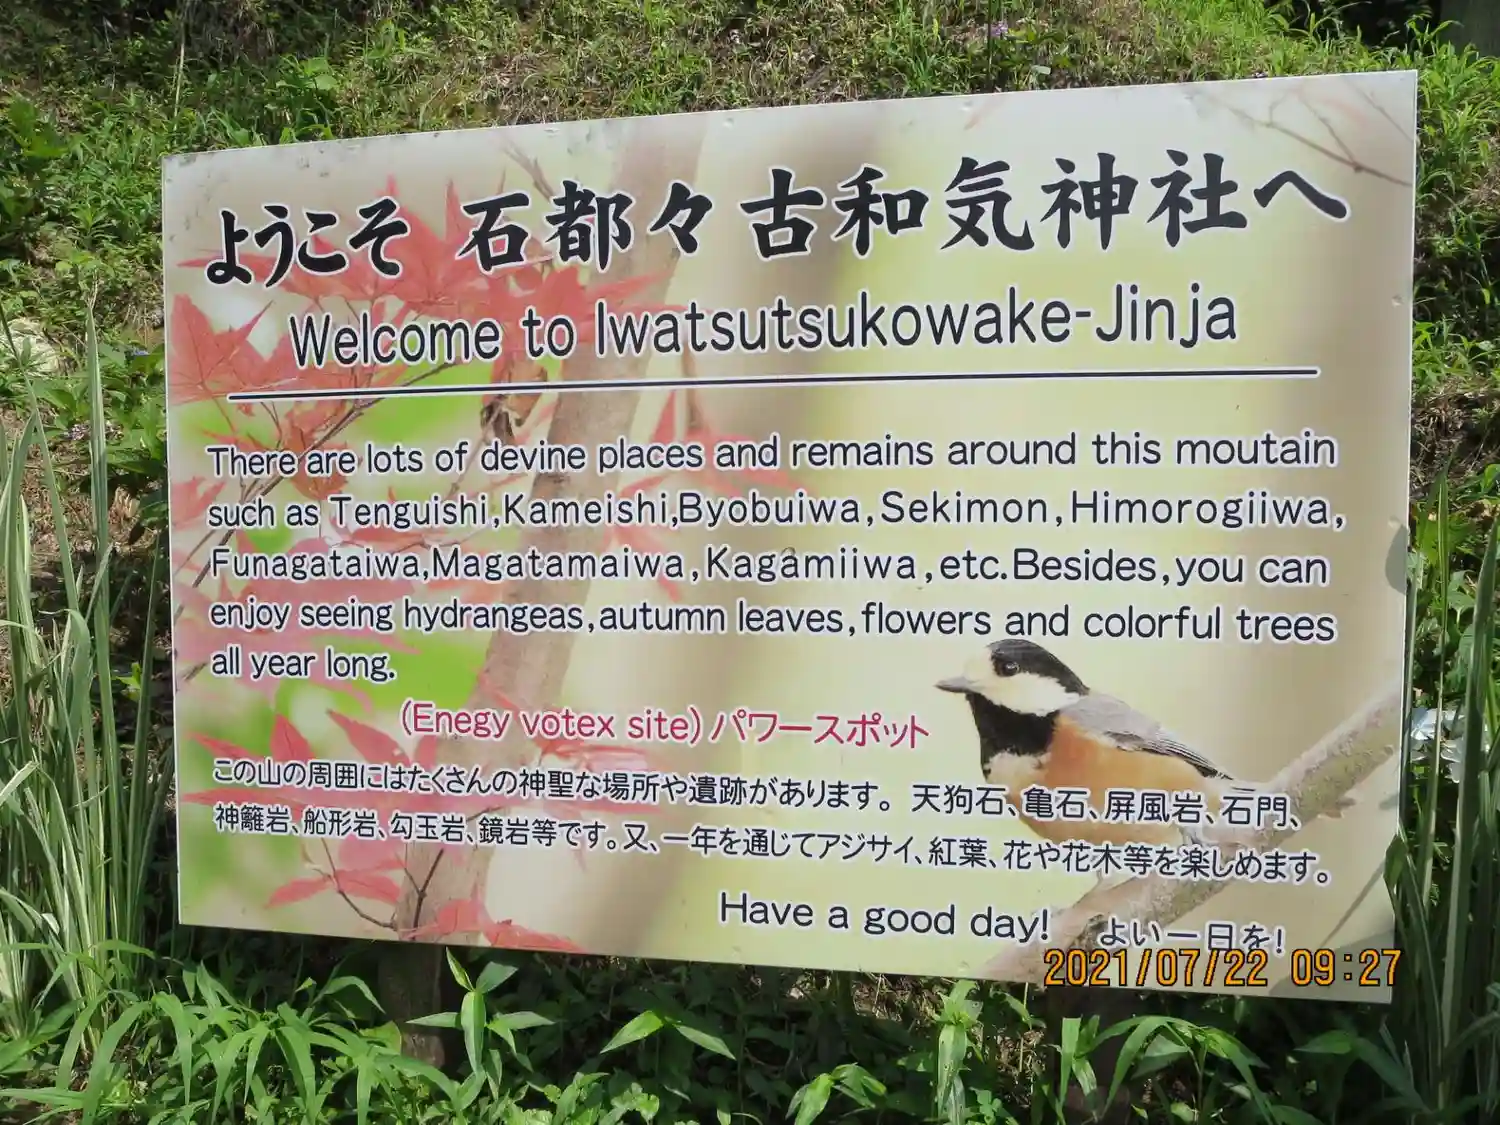 ようこそ 石都々古和気神社へ
Welcome to Iwatsutsukowake-Jinja
There are lots of devine places and remains around this moutain
such as Tenguishi,Kameishi,Byobuiwa,Sekimon,Himorogiiwa,
Funagataiwa,Magatamaiwa,Kagamiiwa,etc.Besides,you can
enjoy seeing hydrangeas,autumn leaves,flowers and colorful trees
all year long.
(Enegy votex site) パワースポット
この山の周囲にはたくさんの神聖な場所や遺跡があります。 天狗石、亀石、屏風岩、石門、
神籬岩、船形岩、勾玉岩、鏡岩等です。又、一年を通じてアジサイ、紅葉、花や花木等を楽しめます。
Have a good day! よい一日を!
2021/07/22 09:27